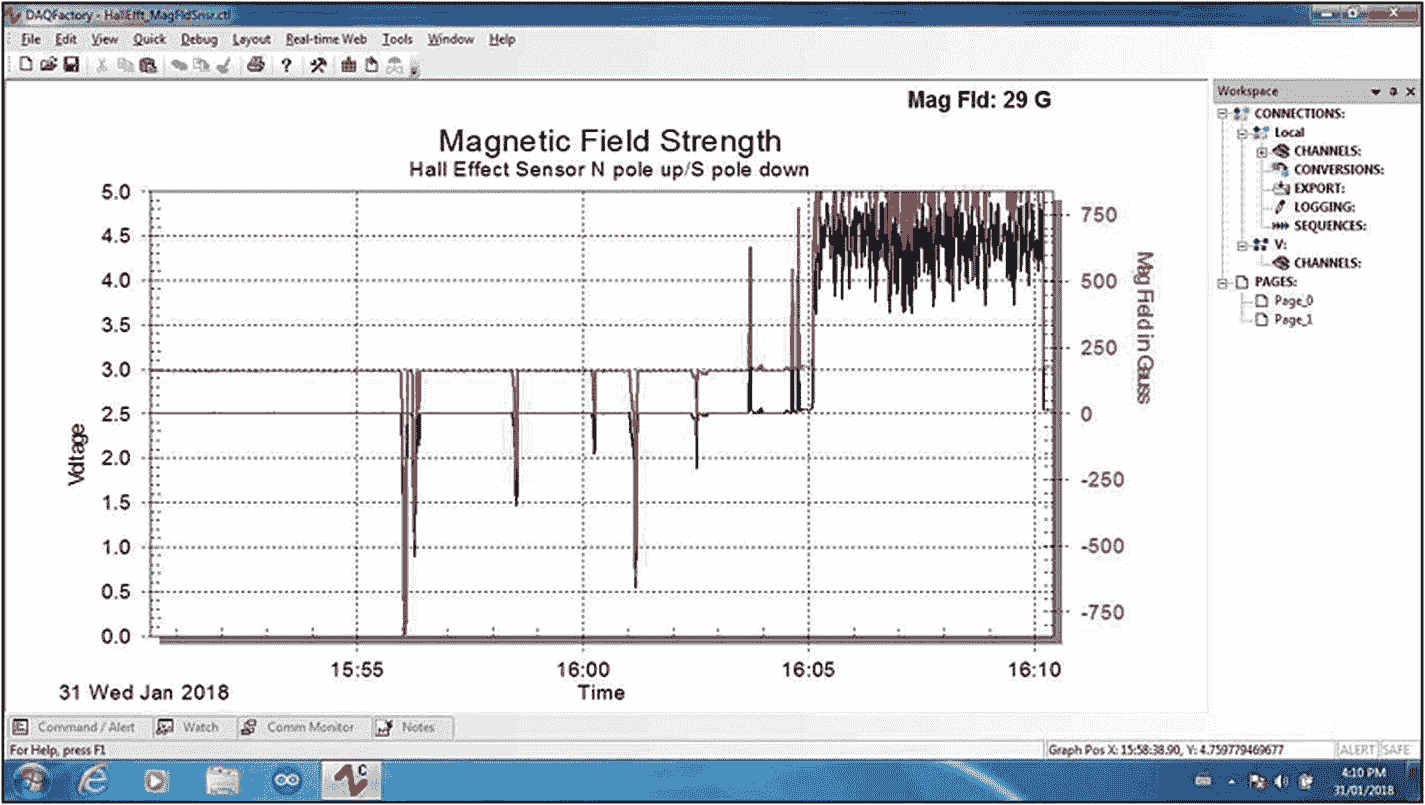 DAQFactory - HallEfft_MagFldSnsr.ctl
File Edit View Quick Debug Layout Real-time Web Tools Window Help
Mag Fld: 29 G
Magnetic Field Strength
Hall Effect Sensor N pole up/S pole down
5.0
4.5
4.0
3.5
3.0
2.5
2.0
1.5
1.0
0.5
0.0
Voltage
750
500
250
0
-250
-500
-750
Mag Field in Gauss
15:55 16:00 16:05 16:10
31 Wed Jan 2018
Time
Workspace
CONNECTIONS:
Local
CHANNELS:
CONVERSIONS:
EXPORT:
LOGGING:
SEQUENCES:
V:
CHANNELS:
PAGES:
Page_0
Page_1
Command / Alert Watch Comm Monitor Notes
For Help, press F1
Graph Pos X: 15:58:38.90, Y: 4.759779469677
ALERT SAFE
C
4:10 PM
31/01/2018